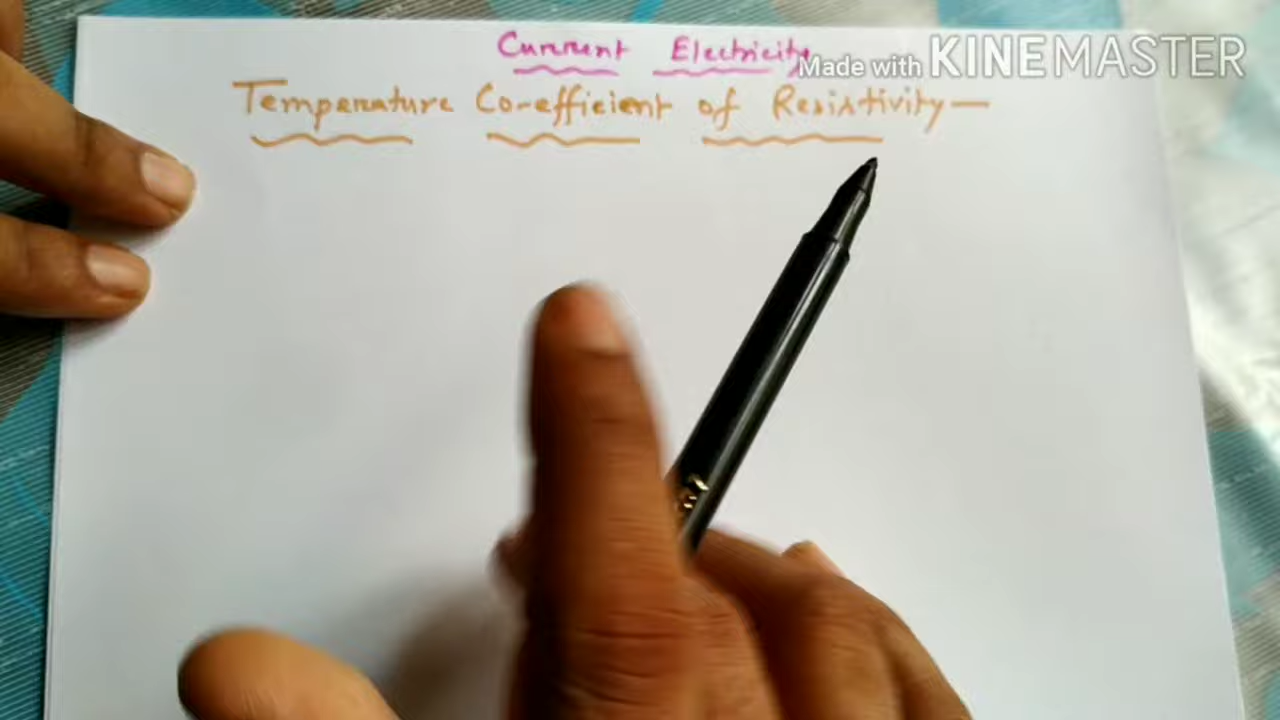 Current Electricity
Made with KINEMASTER
Temperature Co-efficient of Resistivity—